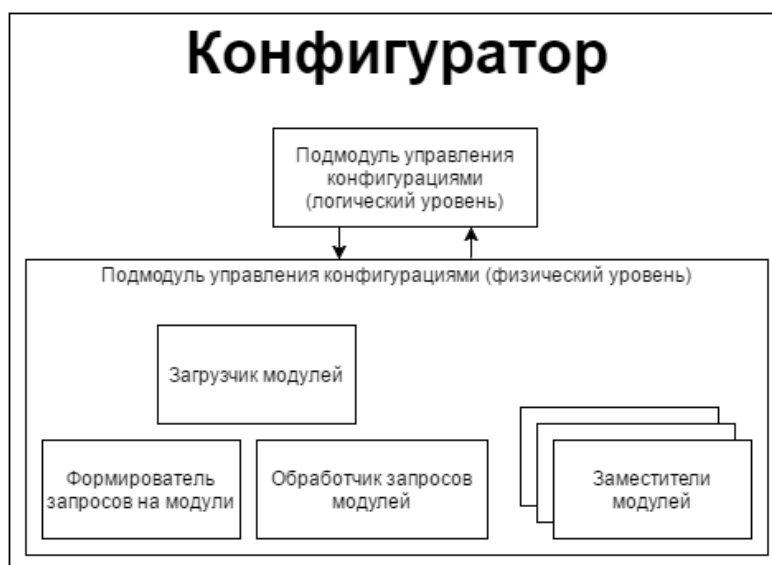 Конфигуратор
Подмодуль управления
конфигурациями
(логический уровень)
Подмодуль управления конфигурациями (физический уровень)
Загрузчик модулей
Формирователь
запросов на модули
Обработчик запросов
модулей
Заместители
модулей